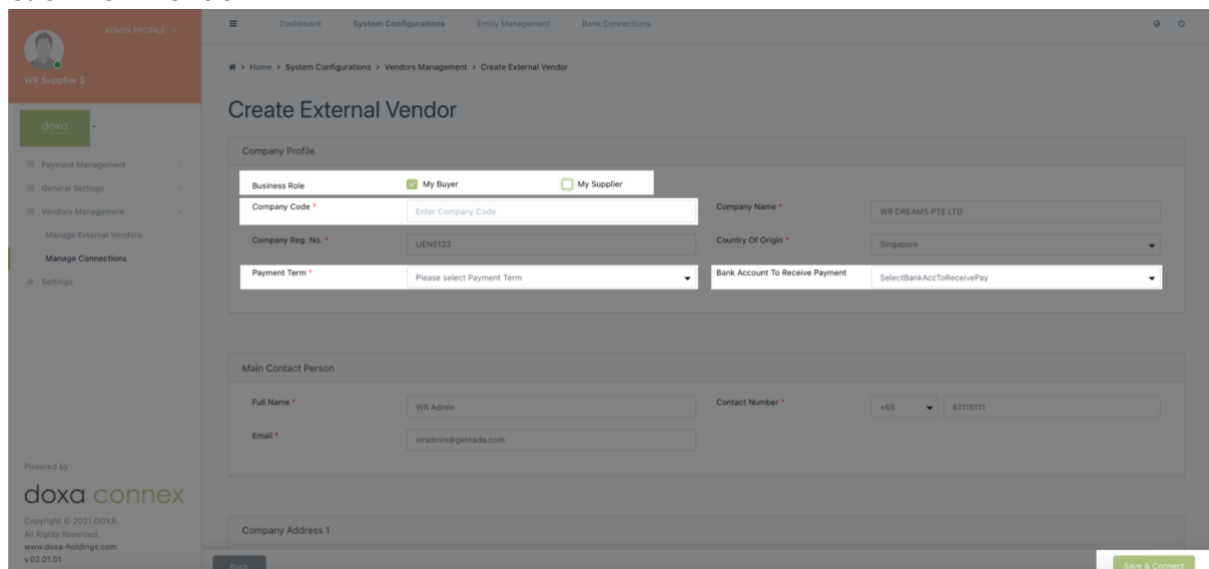 ADMIN PROFILE
WR Supplier 3
doxa
Payment Management
General Settings
Vendors Management
Manage External Vendors
Manage Connections
Settings
Powered by
doxa connex
Copyright © 2021 DOXA.
All Rights Reserved.
www.doxa-holdings.com
v.02.01.01
Dashboard System Configurations Entity Management Bank Connections
> Home > System Configurations > Vendors Management > Create External Vendor
Create External Vendor
Company Profile
Business Role My Buyer My Supplier
Company Code * Enter Company Code Company Name * WR DREAMS PTE LTD
Company Reg. No. * UEN0123 Country Of Origin * Singapore
Payment Term * Please select Payment Term Bank Account To Receive Payment SelectBankAccToReceivePay
Main Contact Person
Full Name * WR Admin Contact Number * +65 61115111
Email * wradmin@getnada.com
Company Address 1
Back Save & Connect